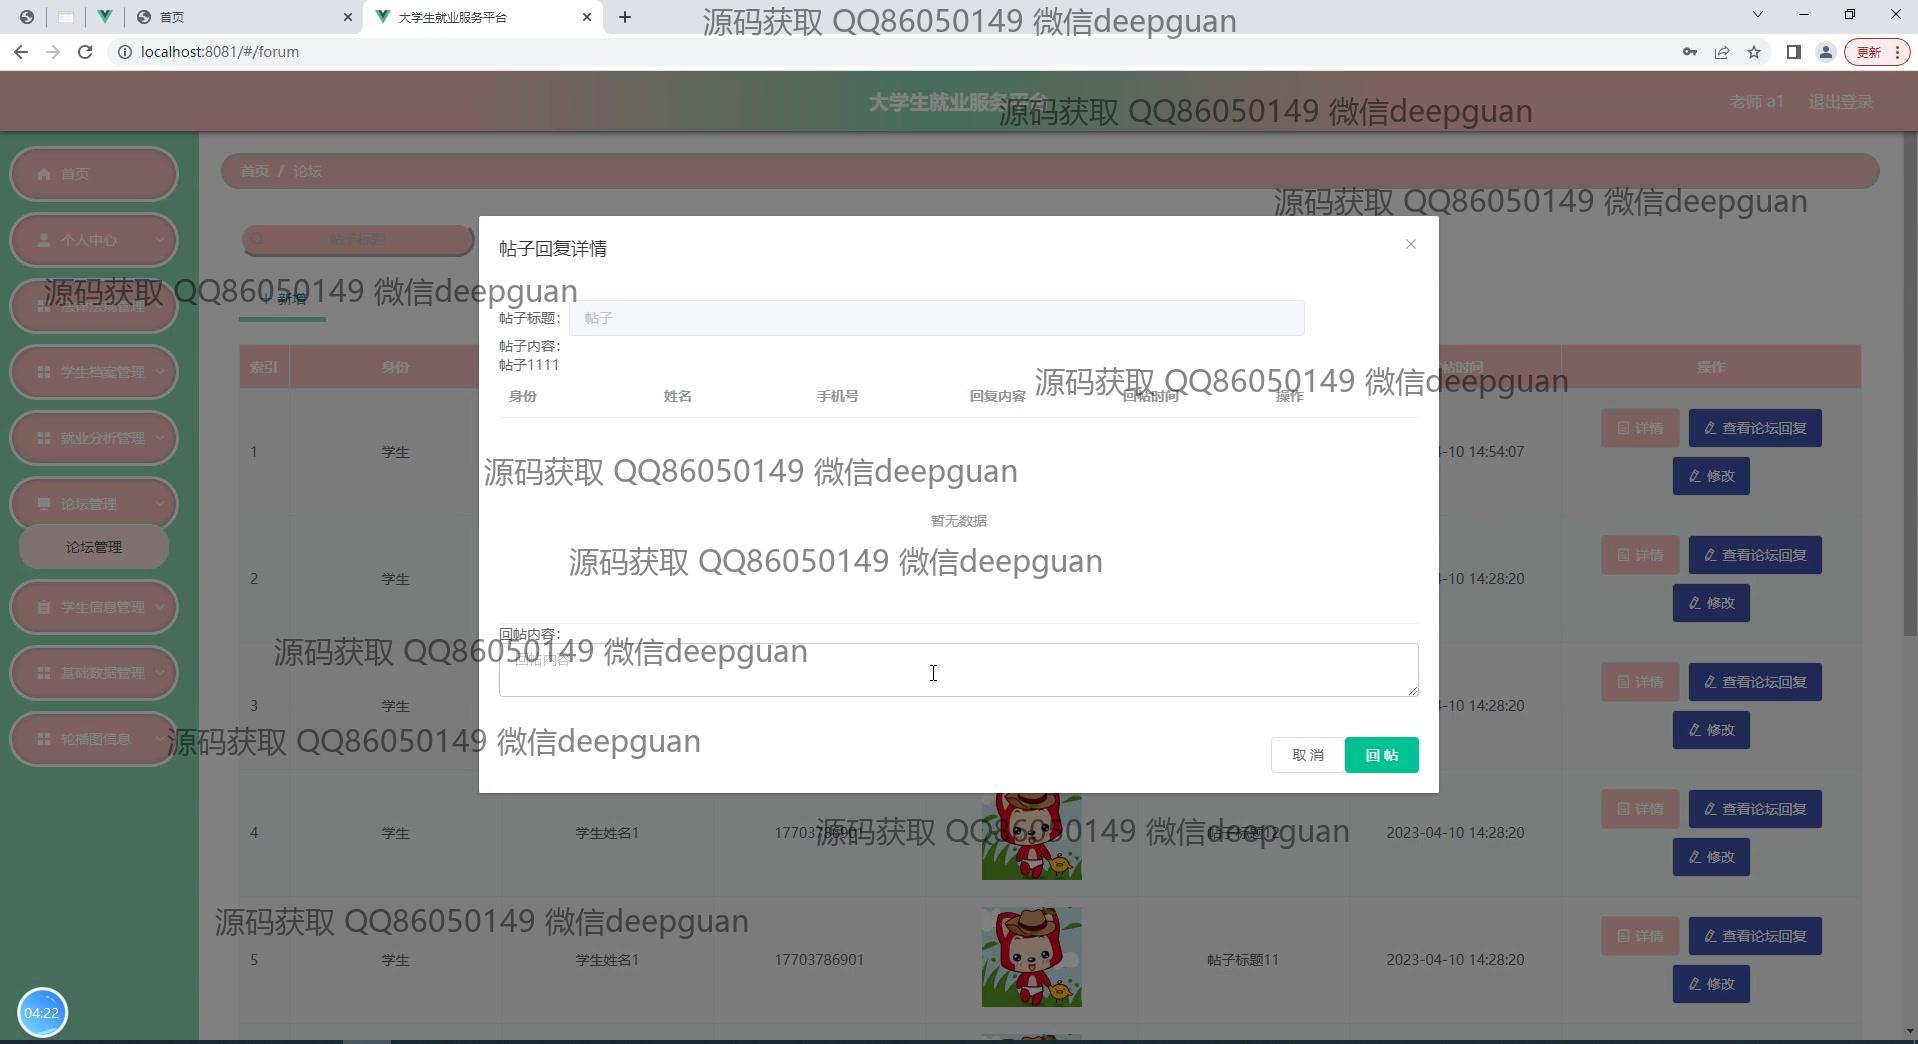 首页
大学生就业服务平台
源码获取 QQ86050149 微信deepguan
localhost:8081/#/forum
更新
大学生就业服务平台
源码获取 QQ86050149 微信deepguan
老师 a1
退出登录
首页
首页 / 论坛
源码获取 QQ86050149 微信deepguan
个人中心
帖子标题
帖子回复详情
源码获取 QQ86050149 微信deepguan
+ 新增
法律法规管理
帖子标题：
帖子
帖子内容：
帖子1111
索引
身份
帖时间
操作
学生档案管理
源码获取 QQ86050149 微信deepguan
身份
姓名
手机号
回复内容
回帖时间
操作
1
学生
-10 14:54:07
详情
查看论坛回复
修改
就业分析管理
源码获取 QQ86050149 微信deepguan
论坛管理
暂无数据
论坛管理
源码获取 QQ86050149 微信deepguan
2
学生
-10 14:28:20
详情
查看论坛回复
修改
学生信息管理
回帖内容：
源码获取 QQ86050149 微信deepguan
回帖内容
基础数据管理
3
学生
-10 14:28:20
详情
查看论坛回复
修改
轮播图信息
源码获取 QQ86050149 微信deepguan
取 消
回 帖
4
学生
学生姓名1
17703786901
帖子标题12
2023-04-10 14:28:20
详情
查看论坛回复
修改
源码获取 QQ86050149 微信deepguan
源码获取 QQ86050149 微信deepguan
5
学生
学生姓名1
17703786901
帖子标题11
2023-04-10 14:28:20
详情
查看论坛回复
修改
04:22